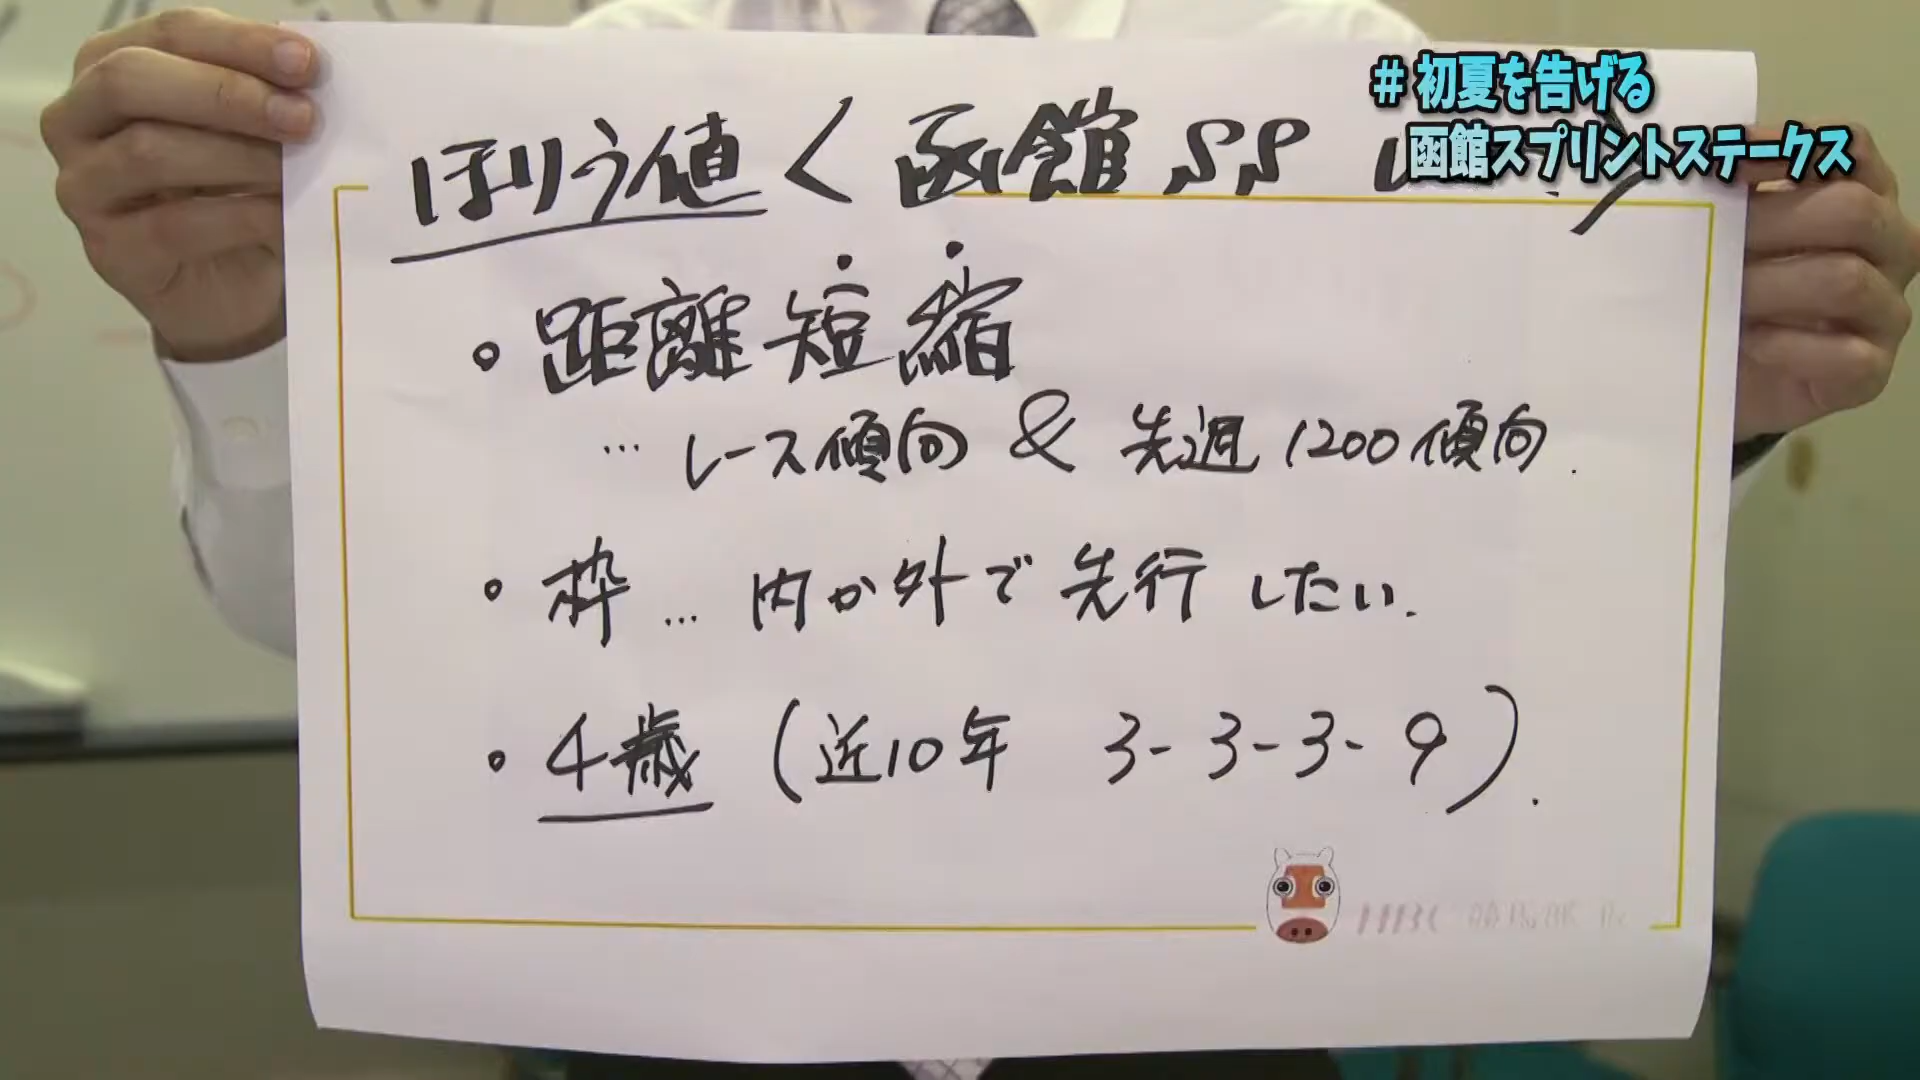 # 初夏を告げる
函館スプリントステークス
ほりう値く函館SS
。距離短縮
… レース傾向 & 先週 1200傾向.
。枠… 内か外で先行したい.
。4歳 (近10年 3-3-3-9).
HBC